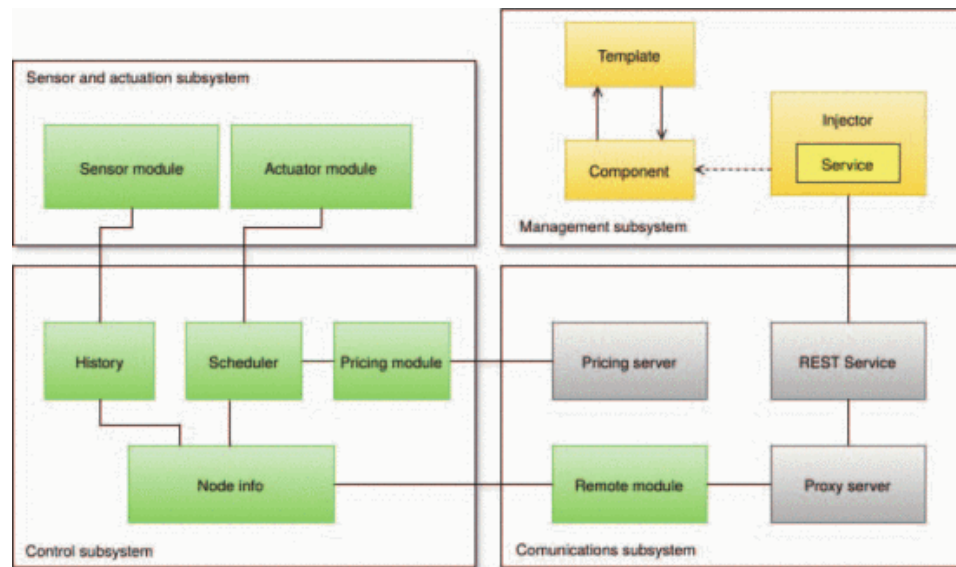 Sensor and actuation subsystem
Sensor module
Actuator module
Template
Component
Injector
Service
Management subsystem
History
Scheduler
Pricing module
Node info
Control subsystem
Pricing server
REST Service
Remote module
Proxy server
Comunications subsystem